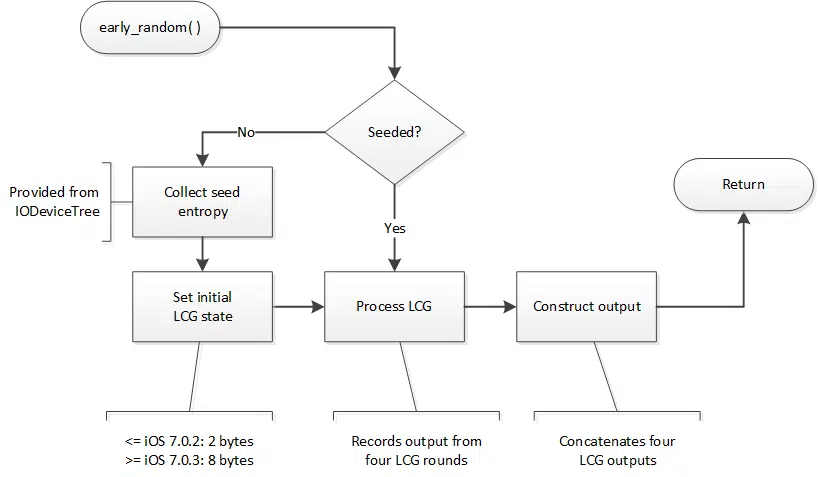 early_random( )
Seeded?
No
Provided from
IODeviceTree
Collect seed
entropy
Return
Yes
Set initial
LCG state
Process LCG
Construct output
<= iOS 7.0.2: 2 bytes
>= iOS 7.0.3: 8 bytes
Records output from
four LCG rounds
Concatenates four
LCG outputs